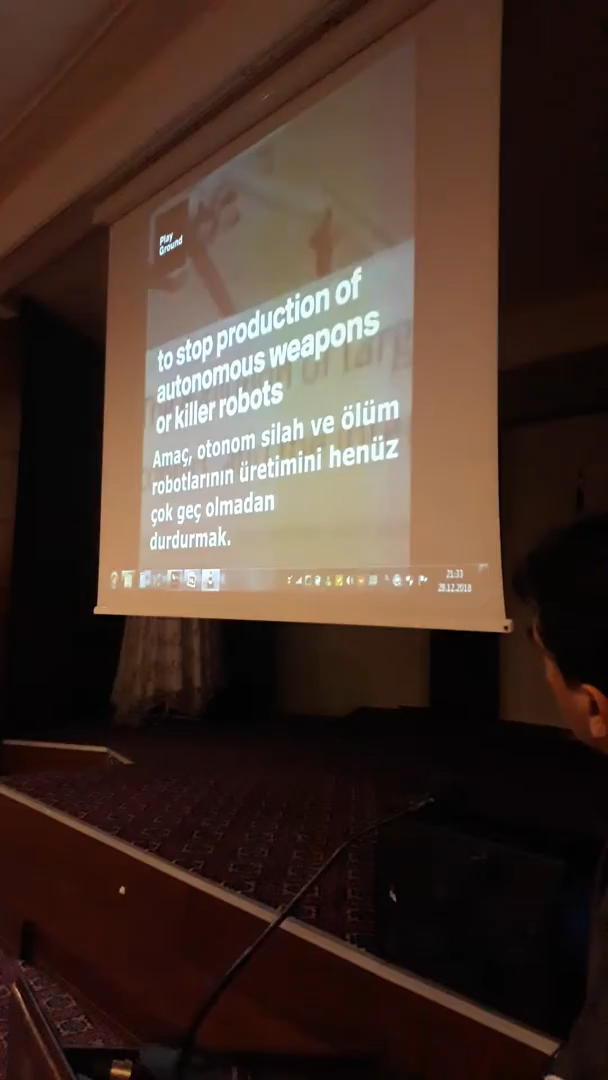 Play
Ground
to stop production of
autonomous weapons
or killer robots
Amaç, otonom silah ve ölüm
robotlarının üretimini henüz
çok geç olmadan
durdurmak.
21:33
28.12.2018